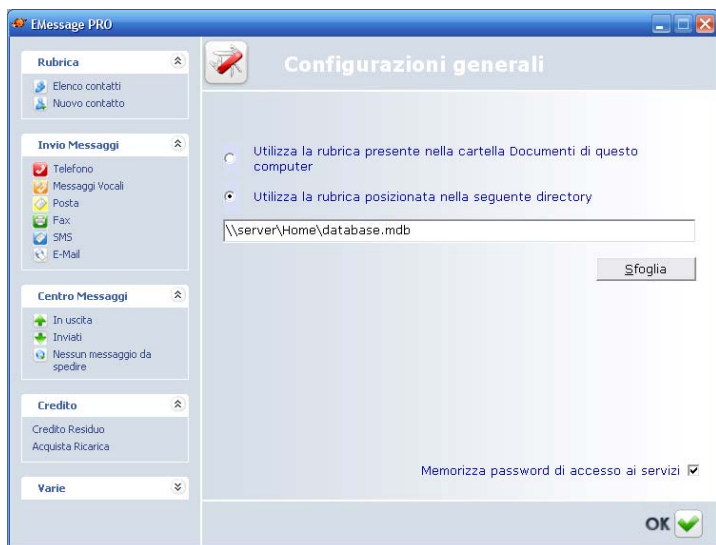 EMessage PRO
Rubrica
Elenco contatti
Nuovo contatto
Invio Messaggi
Telefono
Messaggi Vocali
Posta
Fax
SMS
E-Mail
Centro Messaggi
In uscita
Inviati
Nessun messaggio da
spedire
Credito
Credito Residuo
Acquista Ricarica
Varie
Configurazioni generali
Utilizza la rubrica presente nella cartella Documenti di questo
computer
Utilizza la rubrica posizionata nella seguente directory
\\server\Home\database.mdb
Sfoglia
Memorizza password di accesso ai servizi
OK